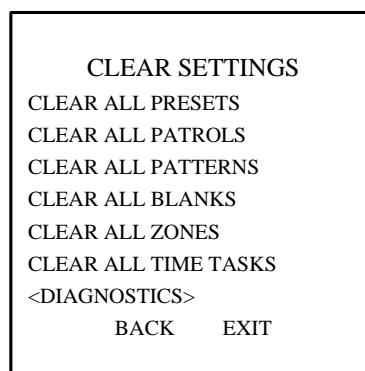 CLEAR SETTINGS
CLEAR ALL PRESETS
CLEAR ALL PATROLS
CLEAR ALL PATTERNS
CLEAR ALL BLANKS
CLEAR ALL ZONES
CLEAR ALL TIME TASKS
<DIAGNOSTICS>
BACK EXIT